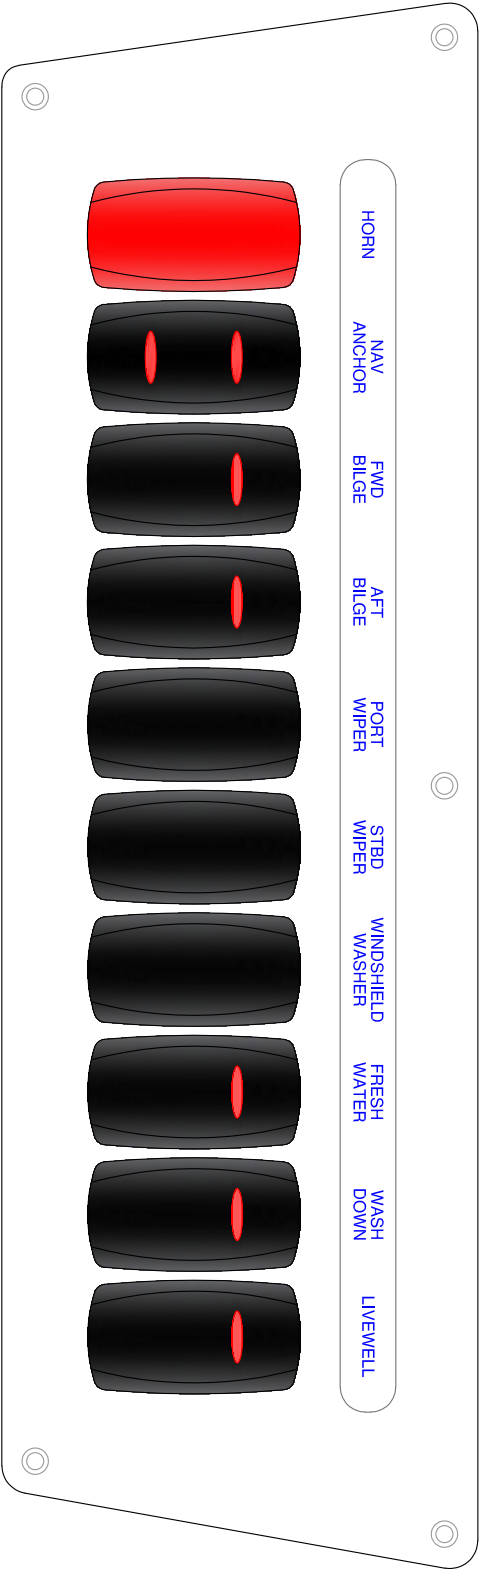 HORN
NAV
ANCHOR
FWD
BILGE
AFT
BILGE
PORT
WIPER
STBD
WIPER
WINDSHIELD
WASHER
FRESH
WATER
WASH
DOWN
LIVEWELL